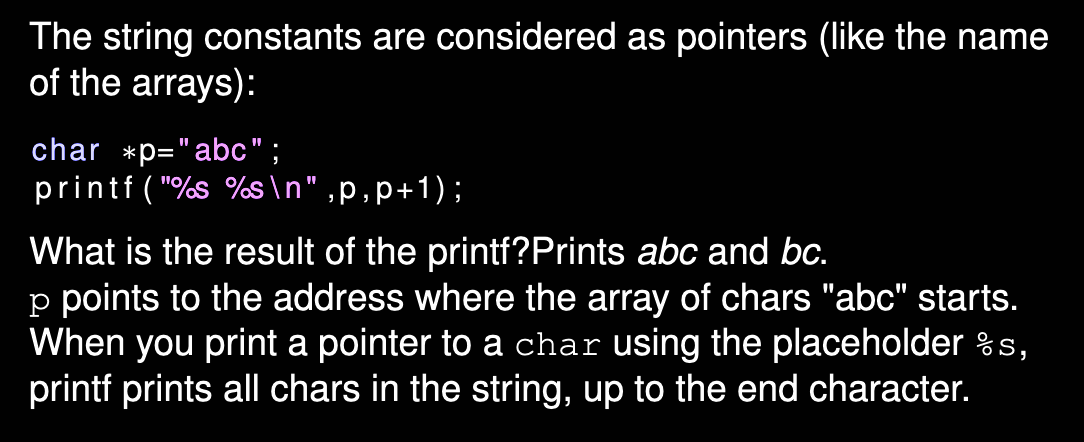 The string constants are considered as pointers (like the name
of the arrays):
char *p="abc";
printf("%s %s\n",p,p+1);
What is the result of the printf?Prints abc and bc.
p points to the address where the array of chars "abc" starts.
When you print a pointer to a char using the placeholder %s,
printf prints all chars in the string, up to the end character.